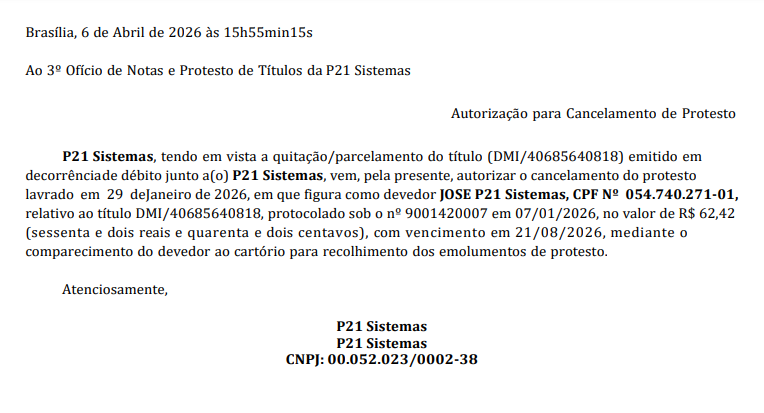 Brasília, 6 de Abril de 2026 às 15h55min15s
Ao 3º Ofício de Notas e Protesto de Títulos da P21 Sistemas
Autorização para Cancelamento de Protesto
P21 Sistemas, tendo em vista a quitação/parcelamento do título (DMI/40685640818) emitido em
decorrênciade débito junto a(o) P21 Sistemas, vem, pela presente, autorizar o cancelamento do protesto
lavrado em 29 deJaneiro de 2026, em que figura como devedor JOSE P21 Sistemas, CPF Nº 054.740.271-01,
relativo ao título DMI/40685640818, protocolado sob o nº 9001420007 em 07/01/2026, no valor de R$ 62,42
(sessenta e dois reais e quarenta e dois centavos), com vencimento em 21/08/2026, mediante o
comparecimento do devedor ao cartório para recolhimento dos emolumentos de protesto.
Atenciosamente,
P21 Sistemas
P21 Sistemas
CNPJ: 00.052.023/0002-38